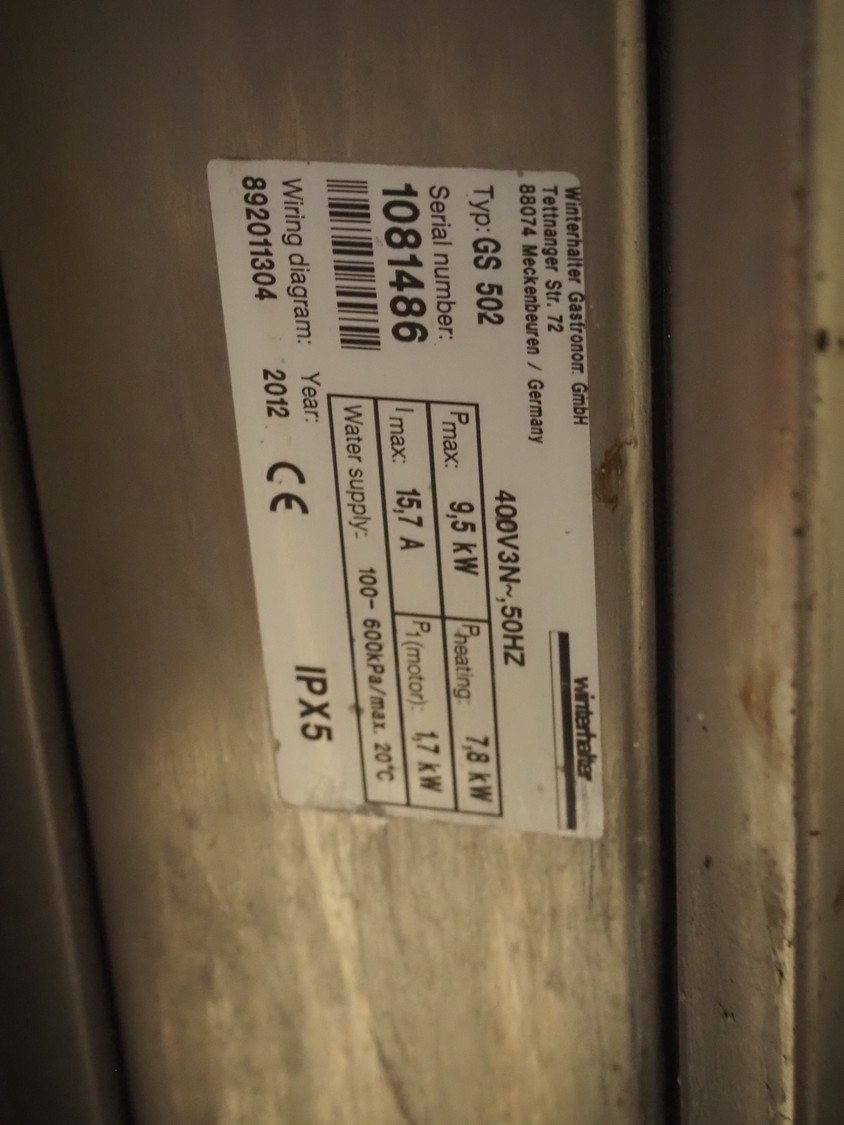 Winterhalter Gastronom. GmbH
Tettnanger Str. 72
88074 Meckenbeuren / Germany
winterhalter
Typ: GS 502
400V3N~,50HZ
Serial number:
1081486
Pmax: 9,5 kW
Pheating: 7,8 kW
I max: 15,7 A
P1(motor): 1,7 kW
Water supply: 100- 600kPa/max. 20°C
Wiring diagram:
892011304
Year:
2012
CE
IPX5